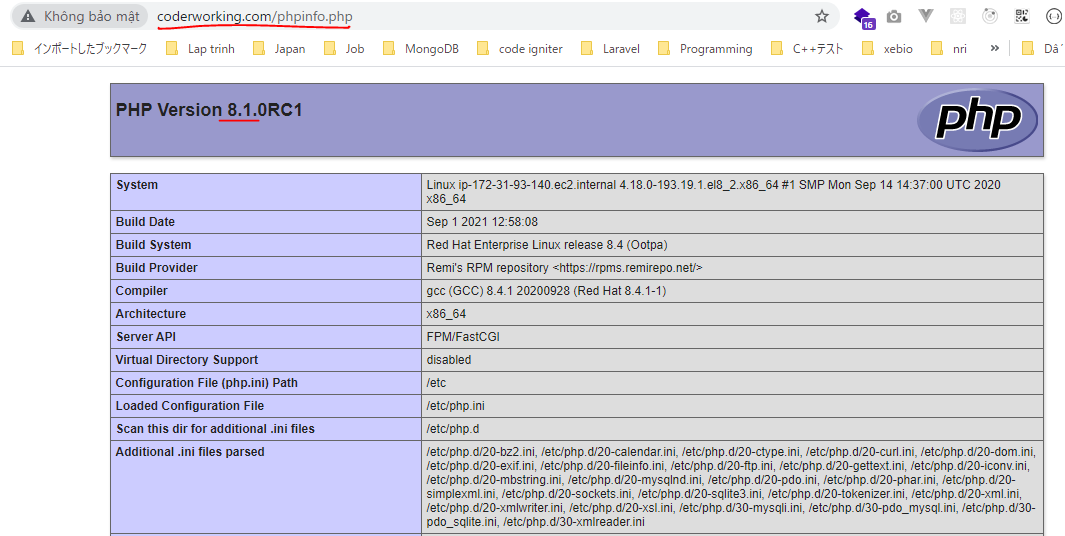 Không bảo mật coderworking.com/phpinfo.php 16
インポートしたブックマーク Lap trinh Japan Job MongoDB code igniter Laravel Programming C++テスト xebio nri »
PHP Version 8.1.0RC1 php
System Linux ip-172-31-93-140.ec2.internal 4.18.0-193.19.1.el8_2.x86_64 #1 SMP Mon Sep 14 14:37:00 UTC 2020
x86_64
Build Date Sep 1 2021 12:58:08
Build System Red Hat Enterprise Linux release 8.4 (Ootpa)
Build Provider Remi's RPM repository <https://rpms.remirepo.net/>
Compiler gcc (GCC) 8.4.1 20200928 (Red Hat 8.4.1-1)
Architecture x86_64
Server API FPM/FastCGI
Virtual Directory Support disabled
Configuration File (php.ini) Path /etc
Loaded Configuration File /etc/php.ini
Scan this dir for additional .ini files /etc/php.d
Additional .ini files parsed /etc/php.d/20-bz2.ini, /etc/php.d/20-calendar.ini, /etc/php.d/20-ctype.ini, /etc/php.d/20-curl.ini, /etc/php.d/20-dom.ini,
/etc/php.d/20-exif.ini, /etc/php.d/20-fileinfo.ini, /etc/php.d/20-ftp.ini, /etc/php.d/20-gettext.ini, /etc/php.d/20-iconv.ini,
/etc/php.d/20-mbstring.ini, /etc/php.d/20-mysqlnd.ini, /etc/php.d/20-pdo.ini, /etc/php.d/20-phar.ini, /etc/php.d/20-
simplexml.ini, /etc/php.d/20-sockets.ini, /etc/php.d/20-sqlite3.ini, /etc/php.d/20-tokenizer.ini, /etc/php.d/20-xml.ini,
/etc/php.d/20-xmlwriter.ini, /etc/php.d/20-xsl.ini, /etc/php.d/30-mysqli.ini, /etc/php.d/30-pdo_mysql.ini, /etc/php.d/30-
pdo_sqlite.ini, /etc/php.d/30-xmlreader.ini